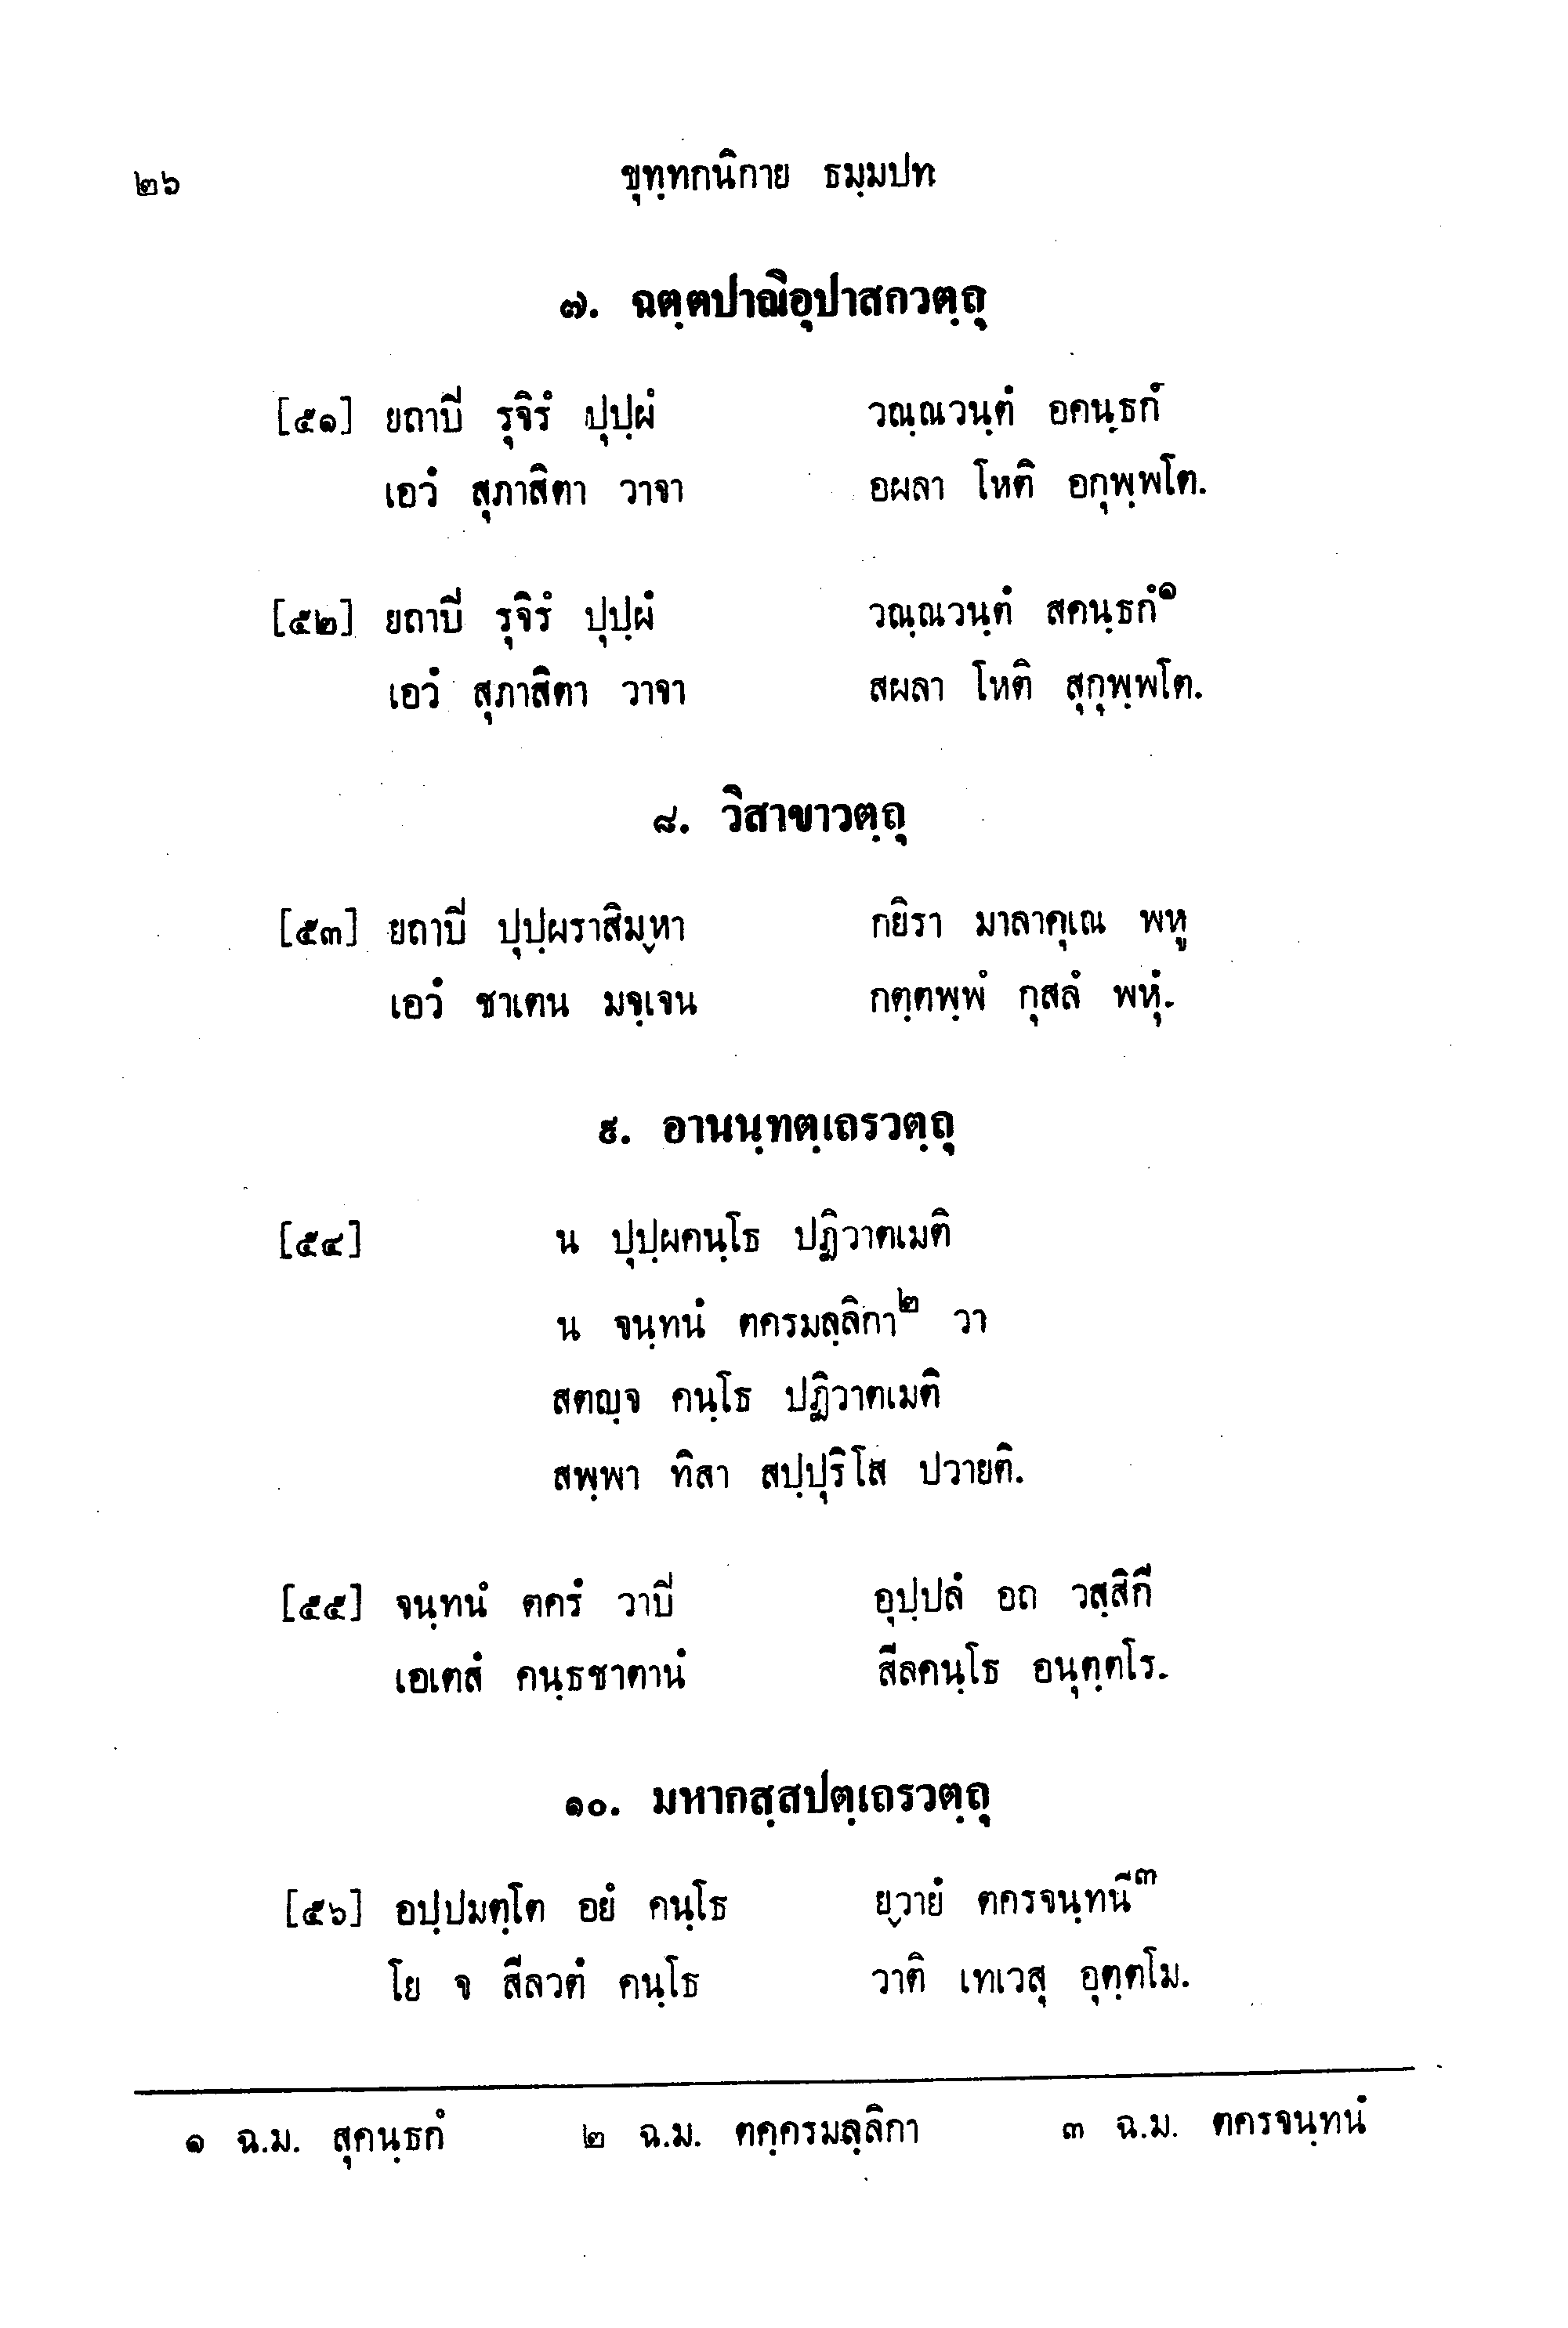 ๒๖ ขุทฺทกนิกาย ธมฺมปท
๗. ฉตฺตปาณิอุปาสกวตฺถุ
[๕๑] ยถาปิ รุจิรํ ปุปฺผํ วณฺณวนฺตํ อคนฺธกํ
เอวํ สุภาสิตา วาจา อผลา โหติ อกุพฺพโต.
[๕๒] ยถาปิ รุจิรํ ปุปฺผํ วณฺณวนฺตํ สคนฺธกํ๑
เอวํ สุภาสิตา วาจา สผลา โหติ สุกุพฺพโต.
๘. วิสาขาวตฺถุ
[๕๓] ยถาปิ ปุปฺผราสิมฺหา กยิรา มาลาคุเณ พหู
เอวํ ชาเตน มจฺเจน กตฺตพฺพํ กุสลํ พหุํ.
๙. อานนฺทตฺเถรวตฺถุ
[๕๔] น ปุปฺผคนฺโธ ปฏิวาตเมติ
น จนฺทนํ ตครมลฺลิกา๒ วา
สตญฺจ คนฺโธ ปฏิวาตเมติ
สพฺพา ทิสา สปฺปุริโส ปวายติ.
[๕๕] จนฺทนํ ตครํ วาปิ อุปฺปลํ อถ วสฺสิกี
เอเตสํ คนฺธชาตานํ สีลคนฺโธ อนุตฺตโร.
๑๐. มหากสฺสปตฺเถรวตฺถุ
[๕๖] อปฺปมตฺโต อยํ คนฺโธ ยฺวายํ ตครจนฺทนี๓
โย จ สีลวตํ คนฺโธ วาติ เทเวสุ อุตฺตโม.
๑ ฉ.ม. สุคนฺธกํ ๒ ฉ.ม. ตคฺครมลฺลิกา ๓ ฉ.ม. ตครจนฺทนํ